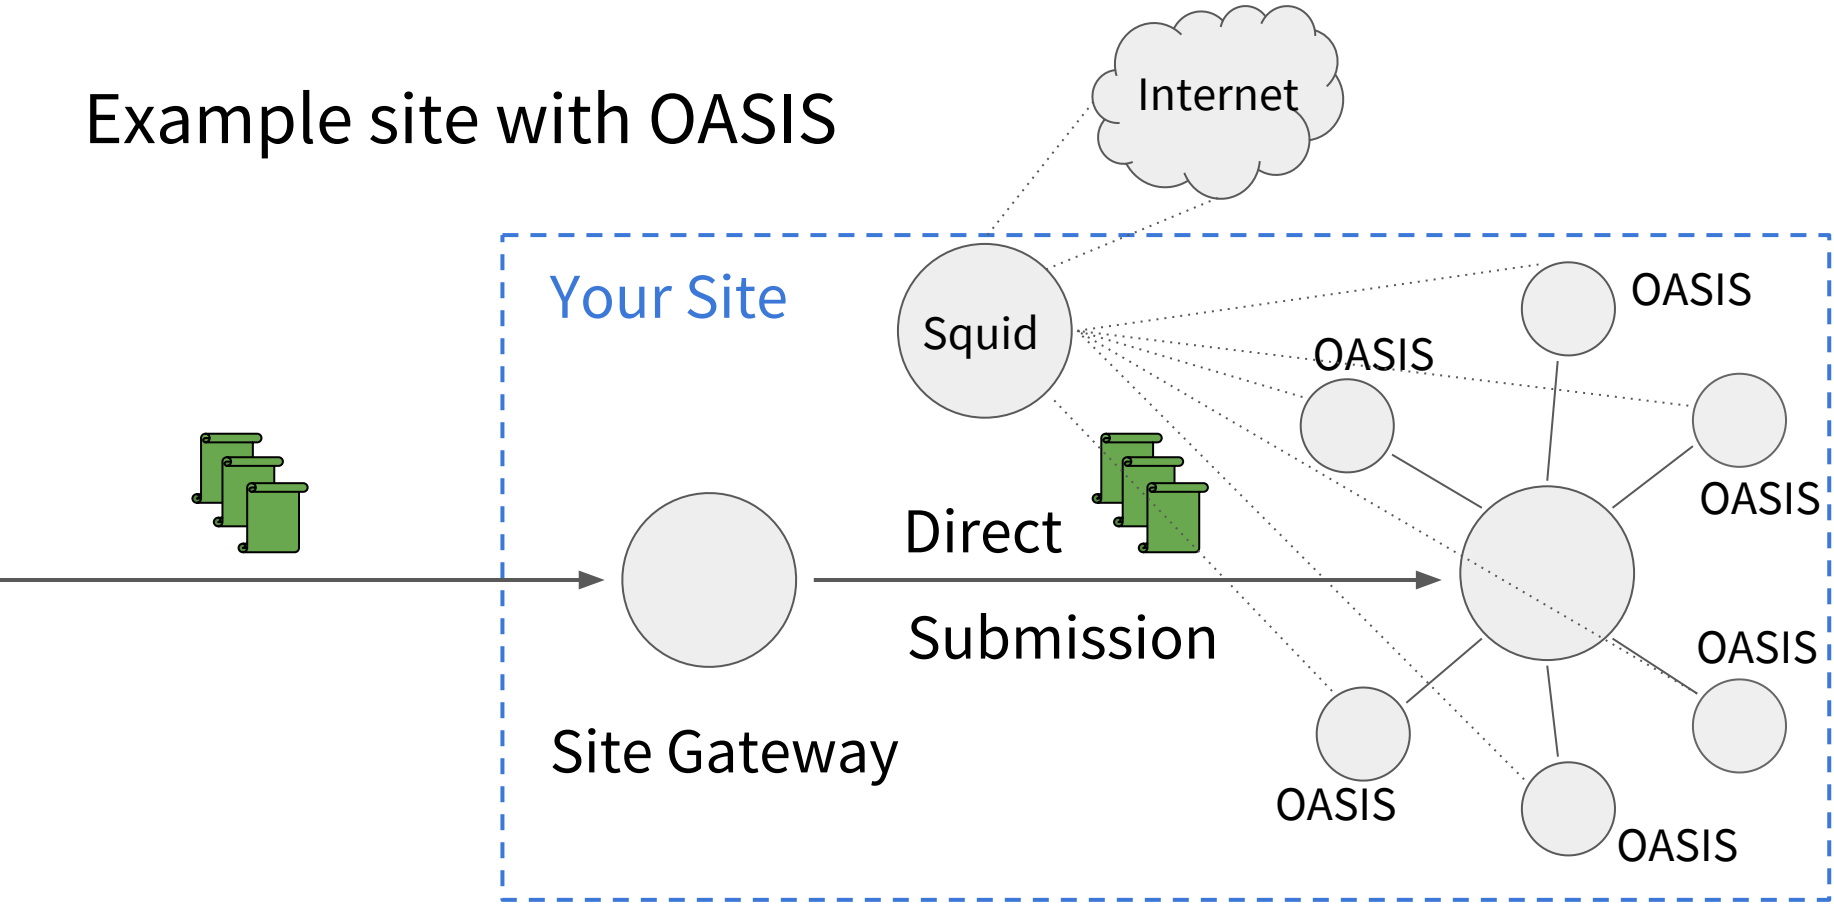 Example site with OASIS
Internet
Your Site
Squid
OASIS
OASIS
OASIS
Direct
Submission
OASIS
Site Gateway
OASIS
OASIS